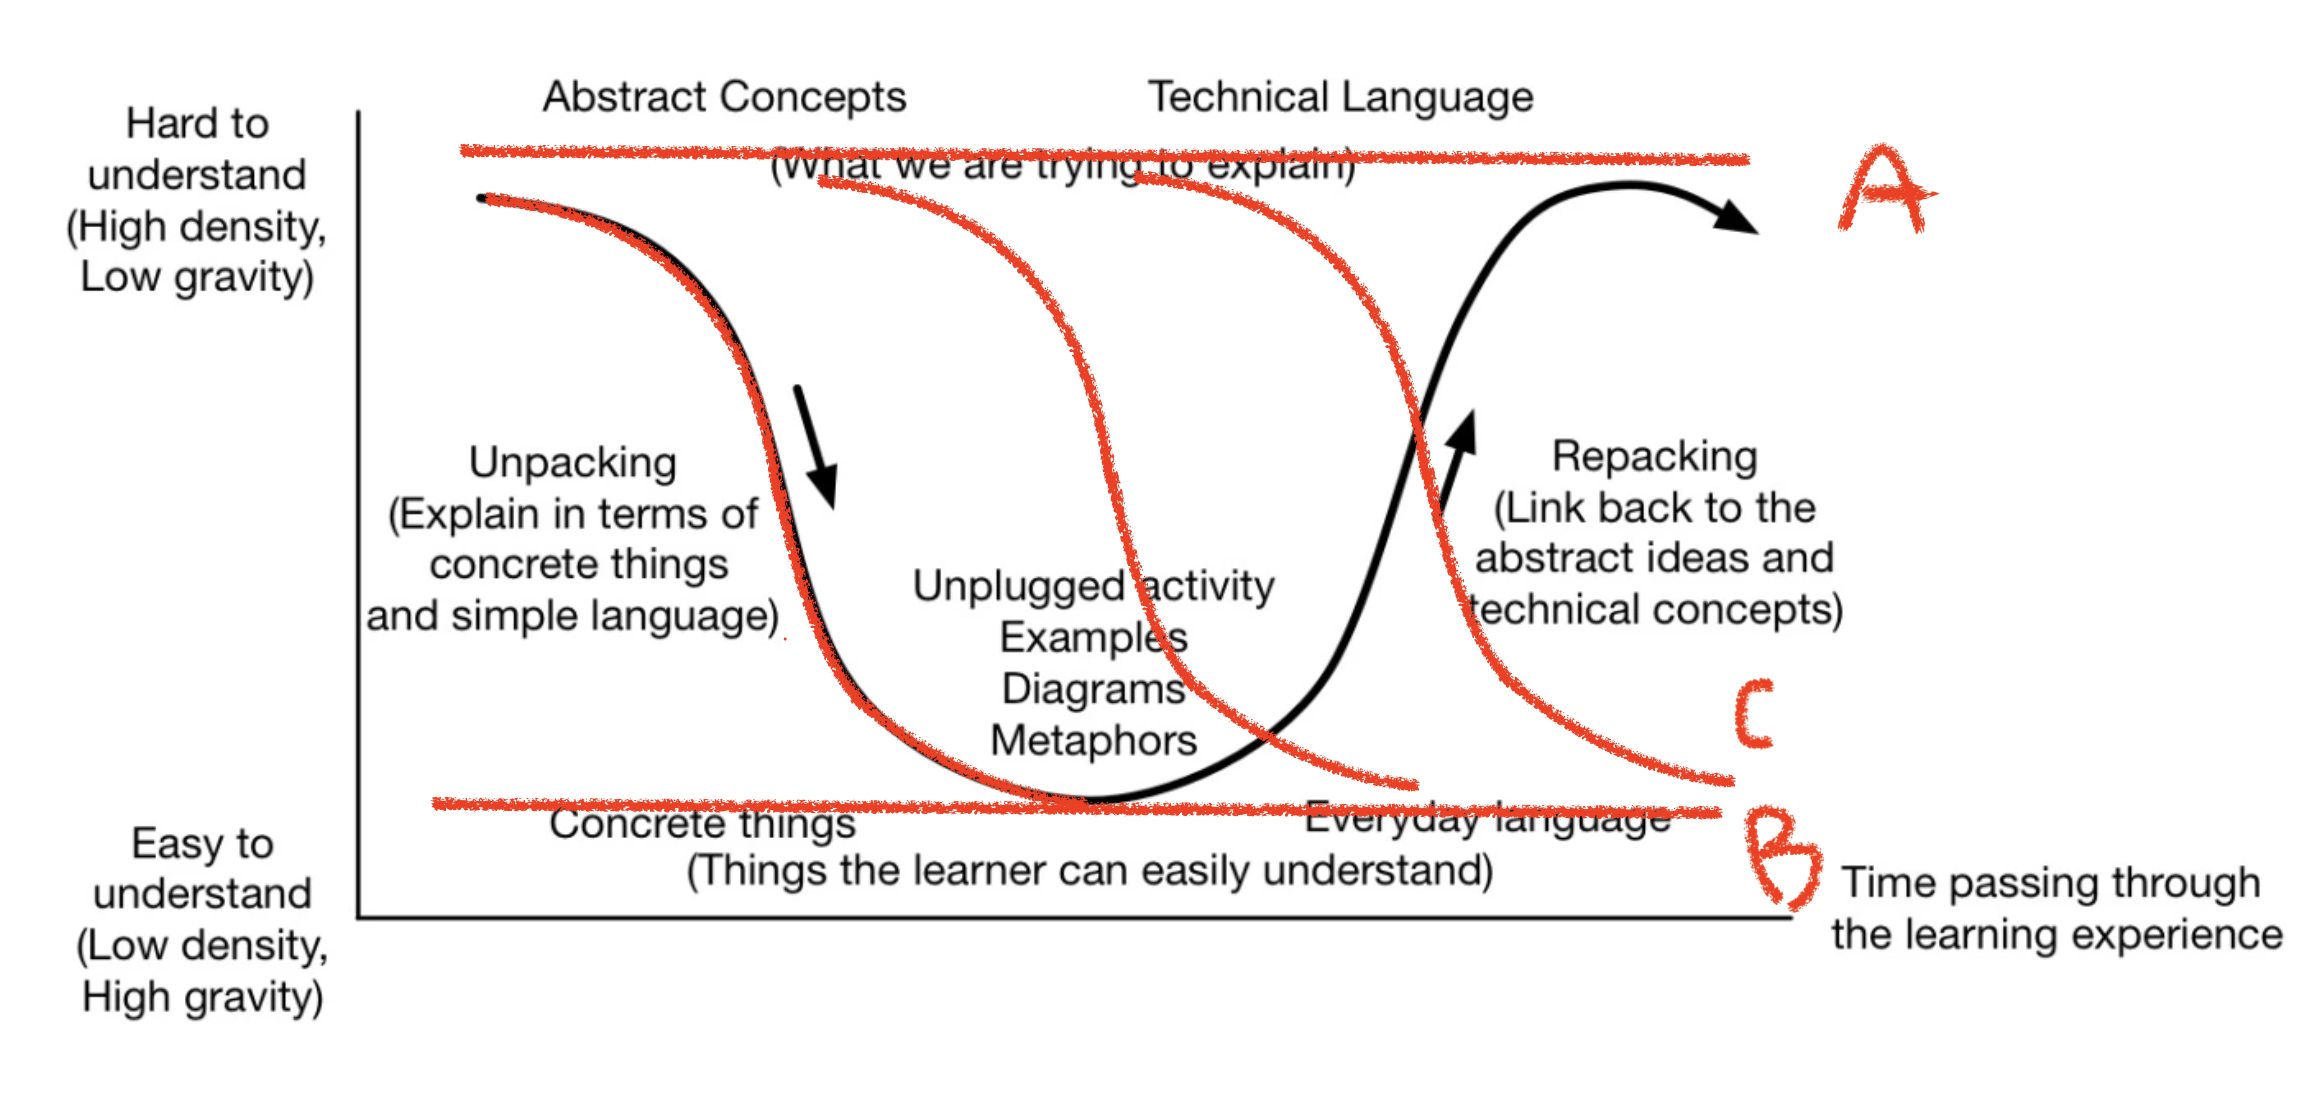 Abstract Concepts
Technical Language
(What we are trying to explain)
A
Hard to
understand
(High density,
Low gravity)
Unpacking
(Explain in terms of
concrete things
and simple language)
Unplugged activity
Examples
Diagrams
Metaphors
Repacking
(Link back to the
abstract ideas and
technical concepts)
C
B
Concrete things
Everyday language
(Things the learner can easily understand)
Easy to
understand
(Low density,
High gravity)
Time passing through
the learning experience